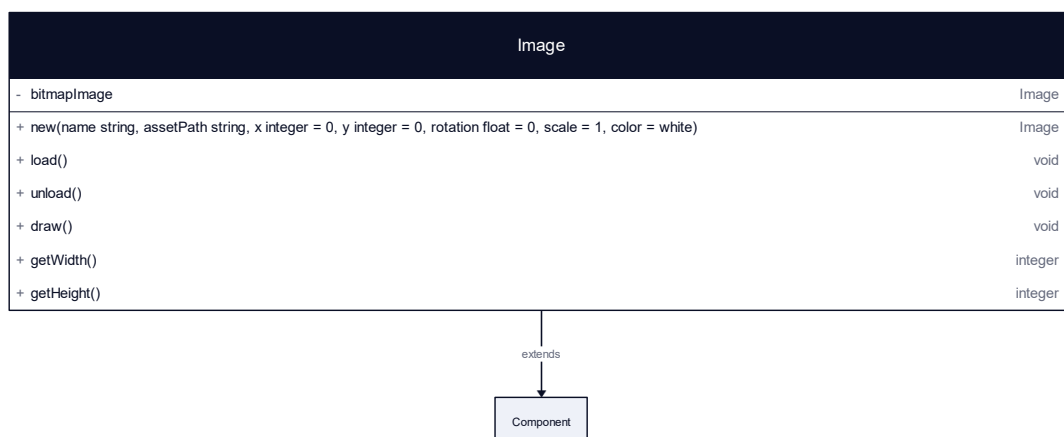 Image
- bitmapImage Image
+ new(name string, assetPath string, x integer = 0, y integer = 0, rotation float = 0, scale = 1, color = white) Image
+ load() void
+ unload() void
+ draw() void
+ getWidth() integer
+ getHeight() integer
extends
Component